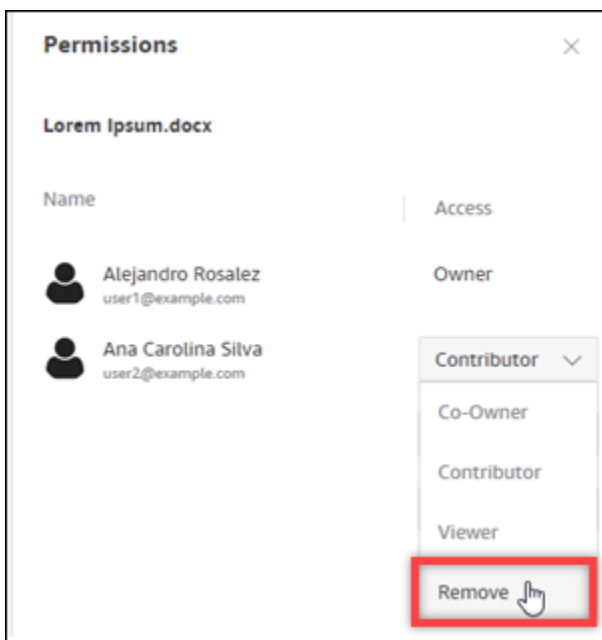 Permissions
Lorem Ipsum.docx
Name
Access
Alejandro Rosalez
user1@example.com
Owner
Ana Carolina Silva
user2@example.com
Contributor
Co-Owner
Contributor
Viewer
Remove